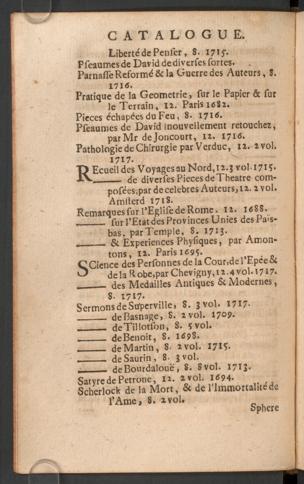 CATALOGUE.
Liberté de Penser, 8. 1715.
Pseaumes de David de diverses sortes.
Parnasse Reformé & la Guerre des Auteurs, 8.
1716.
Pratique de la Geometrie, sur le Papier & sur
le Terrain, 12. Paris 1682.
Pieces échapées du Feu, 8. 1716.
Pseaumes de David nouvellement retouchez,
par Mr de Joncourt, 12. 1716.
Pathologie de Chirurgie par Verduc, 12. 2 vol.
1717.
Recueil des Voyages au Nord, 12. 3 vol. 1715.
—— de diverses Pieces de Theatre com-
posées, par de celebres Auteurs, 12. 2 vol.
Amsterd 1718.
Remarques sur l'Eglise de Rome. 12. 1688.
—— sur l'Etat des Provinces Unies des Païs-
bas, par Temple, 8. 1713.
—— & Experiences Physiques, par Amon-
tons, 12. Paris 1695.
Science des Personnes de la Cour, de l'Epée &
de la Robe, par Chevigny, 12. 4 vol. 1717.
—— des Medailles Antiques & Modernes,
8. 1717.
Sermons de Superville, 8. 3 vol. 1717.
—— de Basnage, 8. 2 vol. 1709.
—— de Tillotson, 8. 5 vol.
—— de Benoit, 8. 1698.
—— de Martin, 8. 2 vol. 1715.
—— de Saurin, 8. 3 vol.
—— de Bourdalouë, 8. 8 vol. 1713.
Satyre de Petrone, 12. 2 vol. 1694.
Scherlock de la Mort, & de l'Immortalité de
l'Ame, 8. 2 vol.
Sphere